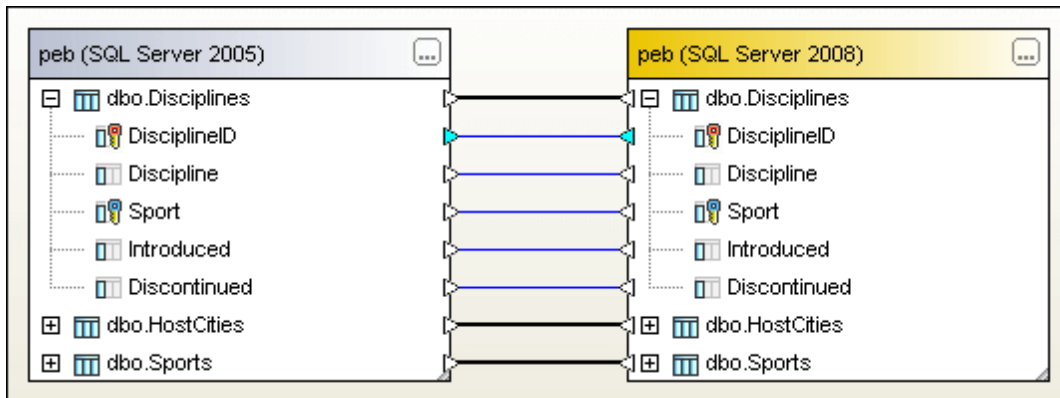 peb (SQL Server 2005)
dbo.Disciplines
DisciplineID
Discipline
Sport
Introduced
Discontinued
dbo.HostCities
dbo.Sports
peb (SQL Server 2008)
dbo.Disciplines
DisciplineID
Discipline
Sport
Introduced
Discontinued
dbo.HostCities
dbo.Sports